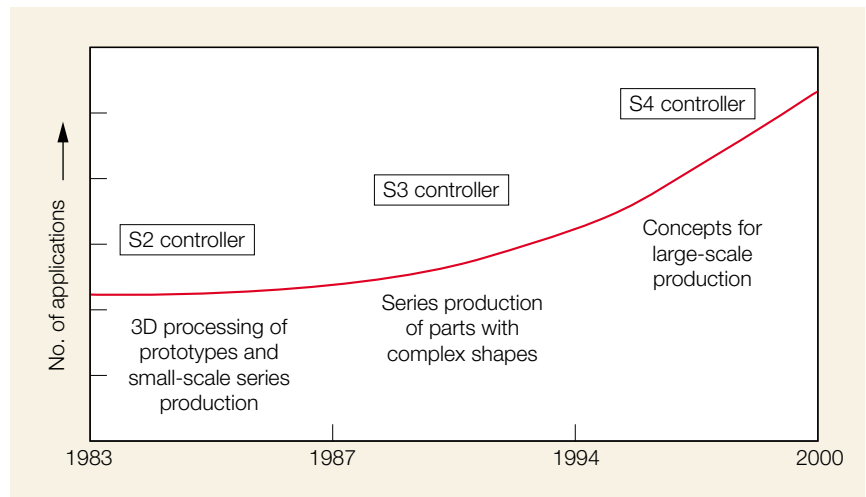 No. of applications
S2 controller
S3 controller
S4 controller
3D processing of
prototypes and
small-scale series
production
Series production
of parts with
complex shapes
Concepts for
large-scale
production
1983
1987
1994
2000